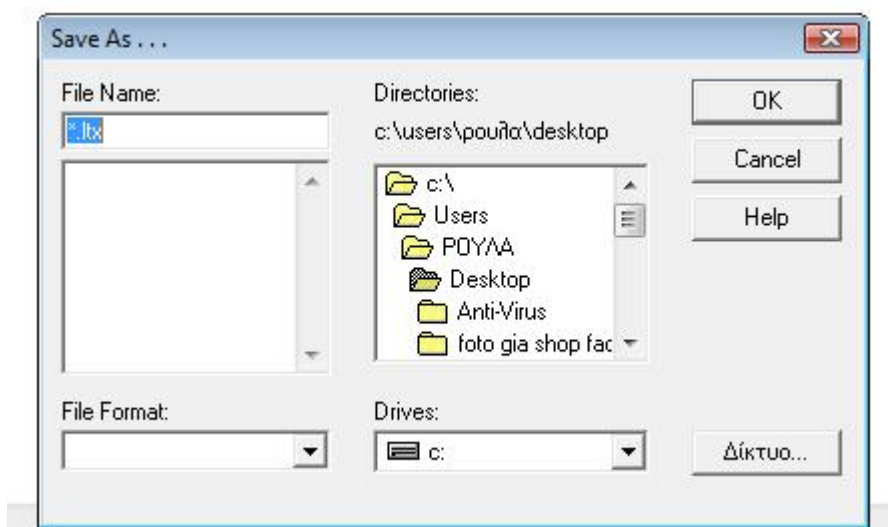 Save As . . .
File Name:
*.ltx
File Format:
Directories:
c:\users\ρουλα\desktop
c:\
Users
ΡΟΥΛΑ
Desktop
Anti-Virus
foto gia shop fac
Drives:
c:
OK
Cancel
Help
Δίκτυο...